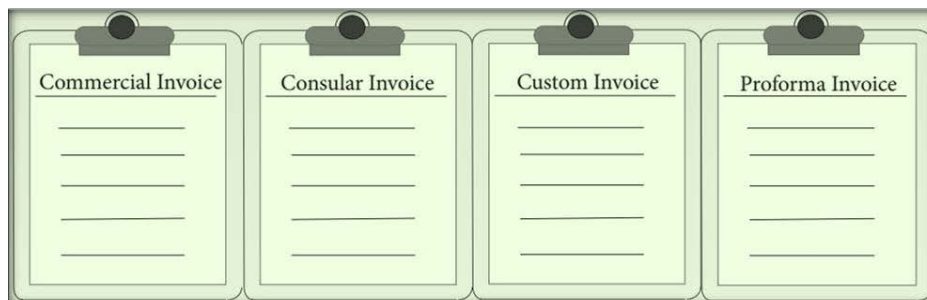 Commercial Invoice
Consular Invoice
Custom Invoice
Proforma Invoice